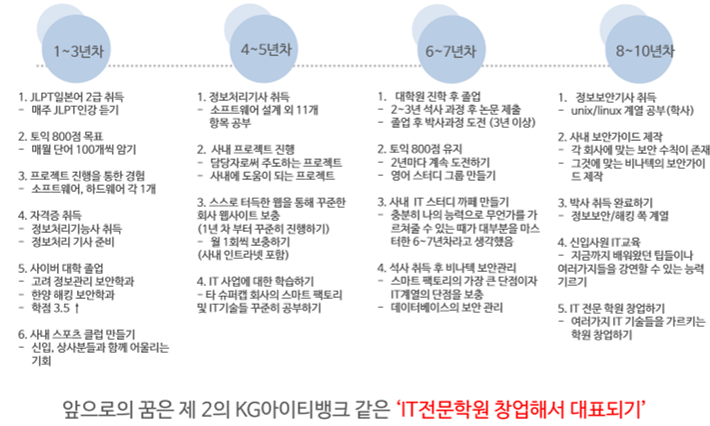 1~3년차
1. JLPT일본어 2급 취득
- 매주 JLPT인강 듣기
2. 토익 800점 목표
- 매월 단어 100개씩 암기
3. 프로젝트 진행을 통한 경험
- 소프트웨어, 하드웨어 각 1개
4. 자격증 취득
- 정보처리기능사 취득
- 정보처리 기사 준비
5. 사이버 대학 졸업
- 고려 정보관리 보안학과
- 한양 해킹 보안학과
- 학점 3.5 ↑
6. 사내 스포츠 클럽 만들기
- 신입, 상사분들과 함께 어울리는
기회
4~5년차
1. 정보처리기사 취득
- 소프트웨어 설계 외 11개
항목 공부
2. 사내 프로젝트 진행
- 담당자로써 주도하는 프로젝트
- 사내에 도움이 되는 프로젝트
3. 스스로 터득한 웹을 통해 꾸준한
회사 웹사이트 보충
(1년 차 부터 꾸준히 진행하기)
- 월 1회씩 보충하기
(사내 인트라넷 포함)
4. IT 사업에 대한 학습하기
- 타 슈퍼캡 회사의 스마트 팩토리
및 IT기술들 꾸준히 공부하기
6~7년차
1. 대학원 진학 후 졸업
- 2~3년 석사 과정 후 논문 제출
- 졸업 후 박사과정 도전 (3년 이상)
2. 토익 800점 유지
- 2년마다 계속 도전하기
- 영어 스터디 그룹 만들기
3. 사내 IT 스터디 까페 만들기
- 충분히 나의 능력으로 무언가를 가
르쳐줄 수 있는 때가 대부분을 마스
터한 6~7년차라고 생각했음
4. 석사 취득 후 비나텍 보안관리
- 스마트 팩토리의 가장 큰 단점이자
IT계열의 단점을 보충
- 데이터베이스의 보안 관리
8~10년차
1. 정보보안기사 취득
- unix/linux 계열 공부(학사)
2. 사내 보안가이드 제작
- 각 회사에 맞는 보안 수칙이 존재
- 그것에 맞는 비나텍의 보안가이
드 제작
3. 박사 취득 완료하기
- 정보보안/해킹 쪽 계열
4. 신입사원 IT교육
- 지금까지 배워왔던 팁들이나
여러가지들을 강연할 수 있는 능력
기르기
5. IT 전문 학원 창업하기
- 여러가지 IT 기술들을 가르키는
학원 창업하기
앞으로의 꿈은 제 2의 KG아이티뱅크 같은 ‘IT전문학원 창업해서 대표되기’